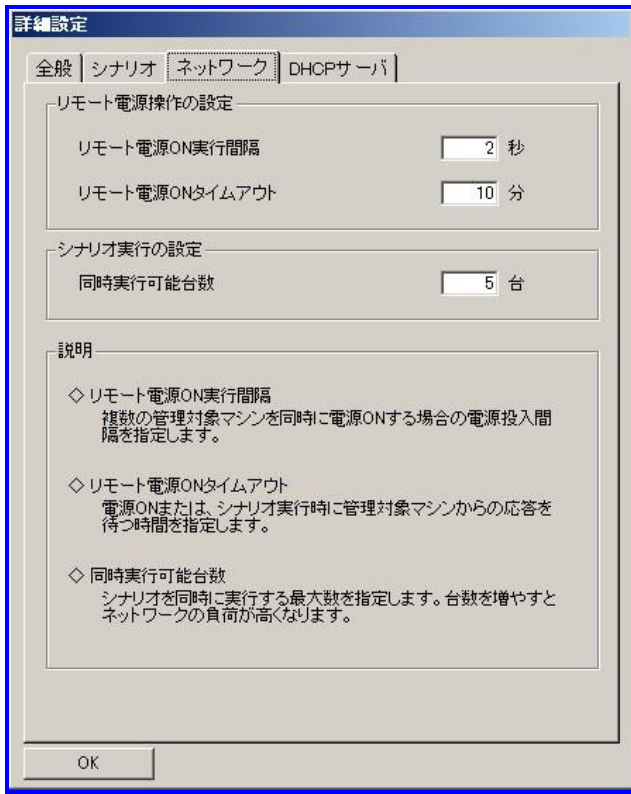 詳細設定
全般 シナリオ ネットワーク DHCPサーバ
リモート電源操作の設定
リモート電源ON実行間隔 2 秒
リモート電源ONタイムアウト 10 分
シナリオ実行の設定
同時実行可能台数 5 台
説明
◇ リモート電源ON実行間隔
複数の管理対象マシンを同時に電源ONする場合の電源投入間
隔を指定します。
◇ リモート電源ONタイムアウト
電源ONまたは、シナリオ実行時に管理対象マシンからの応答を
待つ時間を指定します。
◇ 同時実行可能台数
シナリオを同時に実行する最大数を指定します。台数を増やすと
ネットワークの負荷が高くなります。
OK